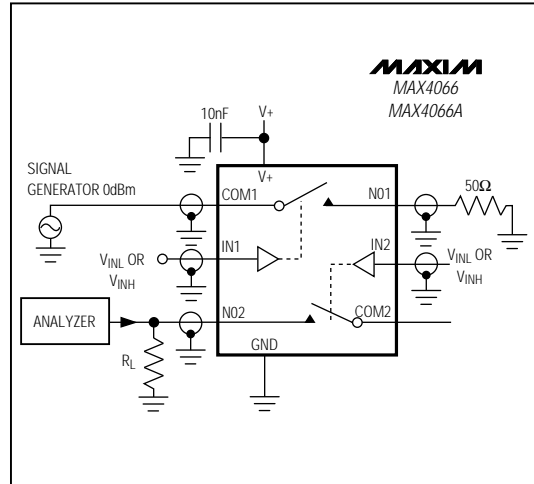 MAXIM
MAX4066
MAX4066A
10nF
V+
V+
SIGNAL
GENERATOR 0dBm
COM1
N01
50Ω
IN1
IN2
VINL OR
VINH
VINL OR
VINH
ANALYZER
N02
COM2
RL
GND